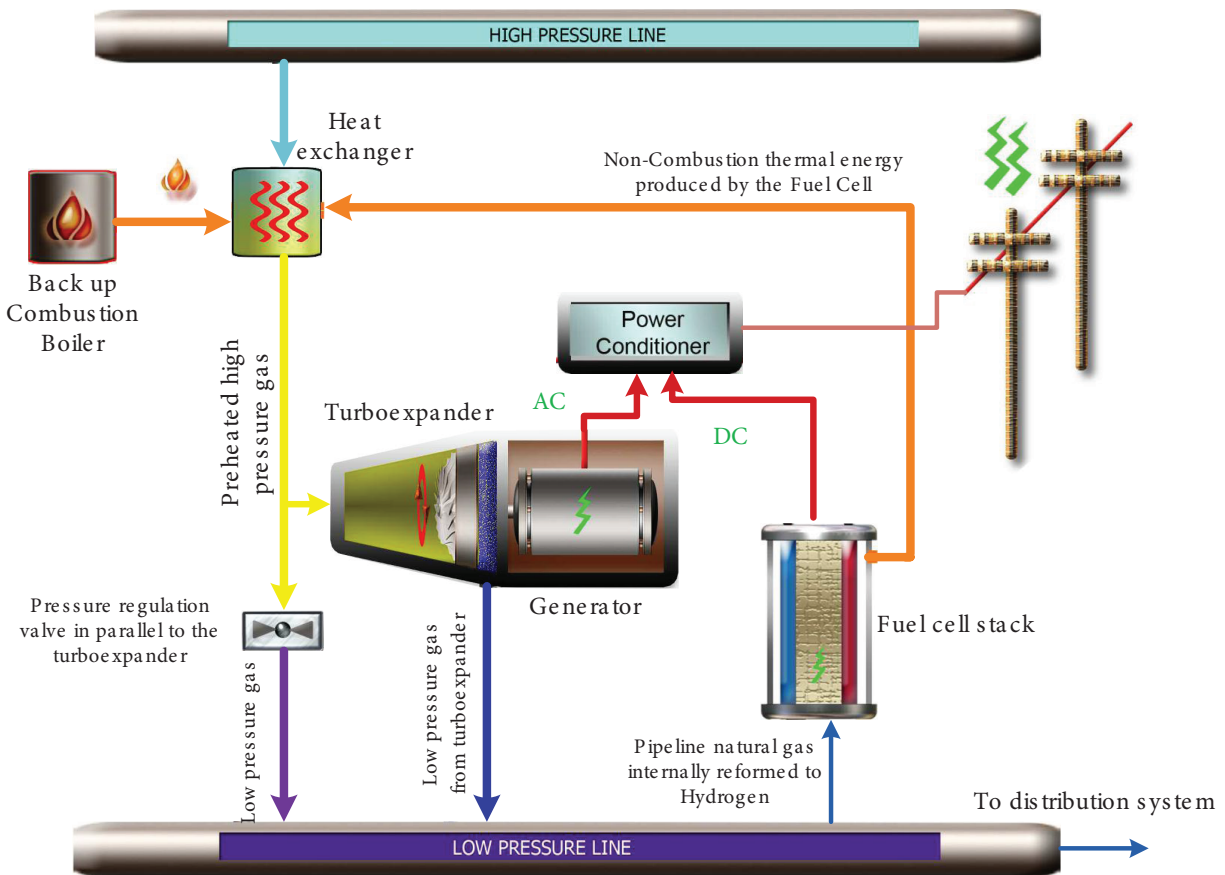 HIGH PRESSURE LINE
Heat
exchanger
Non-Combustion thermal energy
produced by the Fuel Cell
Back up
Combustion
Boiler
Power
Conditioner
Preheated high
pressure gas
Turboexpander
AC
DC
Generator
Pressure regulation
valve in parallel to the
turboexpander
Fuel cell stack
Low pressure gas
Low pressure gas
from turboexpander
Pipeline natural gas
internally reformed to
Hydrogen
To distribution system
LOW PRESSURE LINE